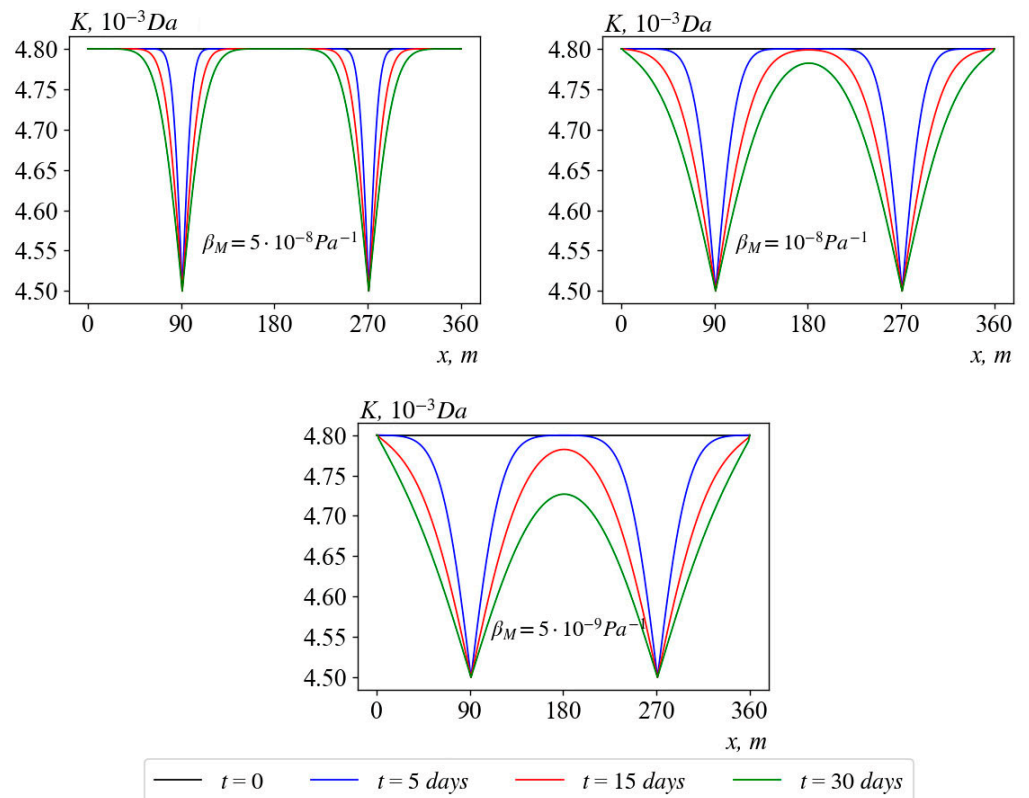 K, 10⁻³Da
4.80
4.75
4.70
4.65
4.60
4.55
4.50
β_M = 5 · 10⁻⁸Pa⁻¹
0 90 180 270 360
x, m
K, 10⁻³Da
4.80
4.75
4.70
4.65
4.60
4.55
4.50
β_M = 10⁻⁸Pa⁻¹
0 90 180 270 360
x, m
K, 10⁻³Da
4.80
4.75
4.70
4.65
4.60
4.55
4.50
β_M = 5 · 10⁻⁹Pa⁻¹
0 90 180 270 360
x, m
t = 0 t = 5 days t = 15 days t = 30 days